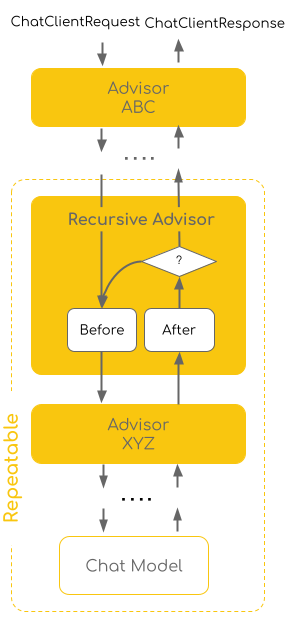 ChatClientRequest ChatClientResponse
Advisor
ABC
....
Recursive Advisor
?
Before After
Advisor
XYZ
Repeatable
....
Chat Model